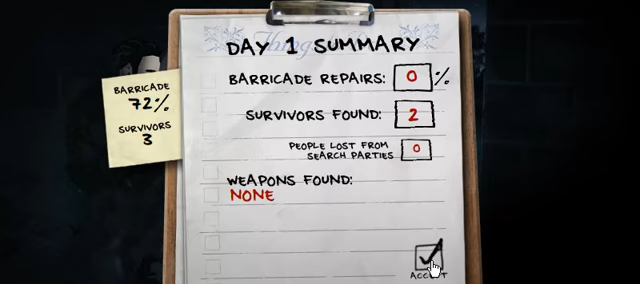 DAY 1 SUMMARY
BARRICADE REPAIRS: 0 %
SURVIVORS FOUND: 2
PEOPLE LOST FROM
SEARCH PARTIES 0
WEAPONS FOUND:
NONE
BARRICADE
72%
SURVIVORS
3